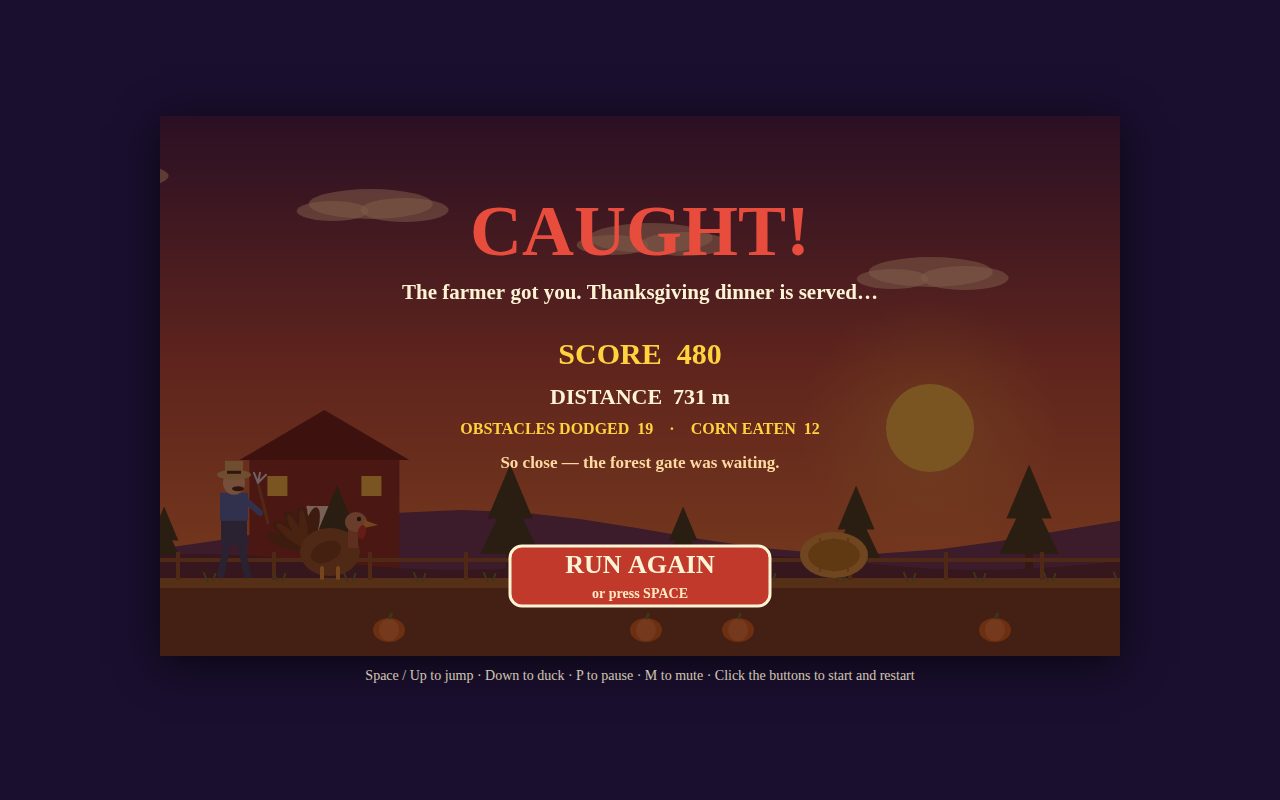 CAUGHT!
The farmer got you. Thanksgiving dinner is served…
SCORE 480
DISTANCE 731 m
OBSTACLES DODGED 19 · CORN EATEN 12
So close — the forest gate was waiting.
RUN AGAIN
or press SPACE
Space / Up to jump · Down to duck · P to pause · M to mute · Click the buttons to start and restart